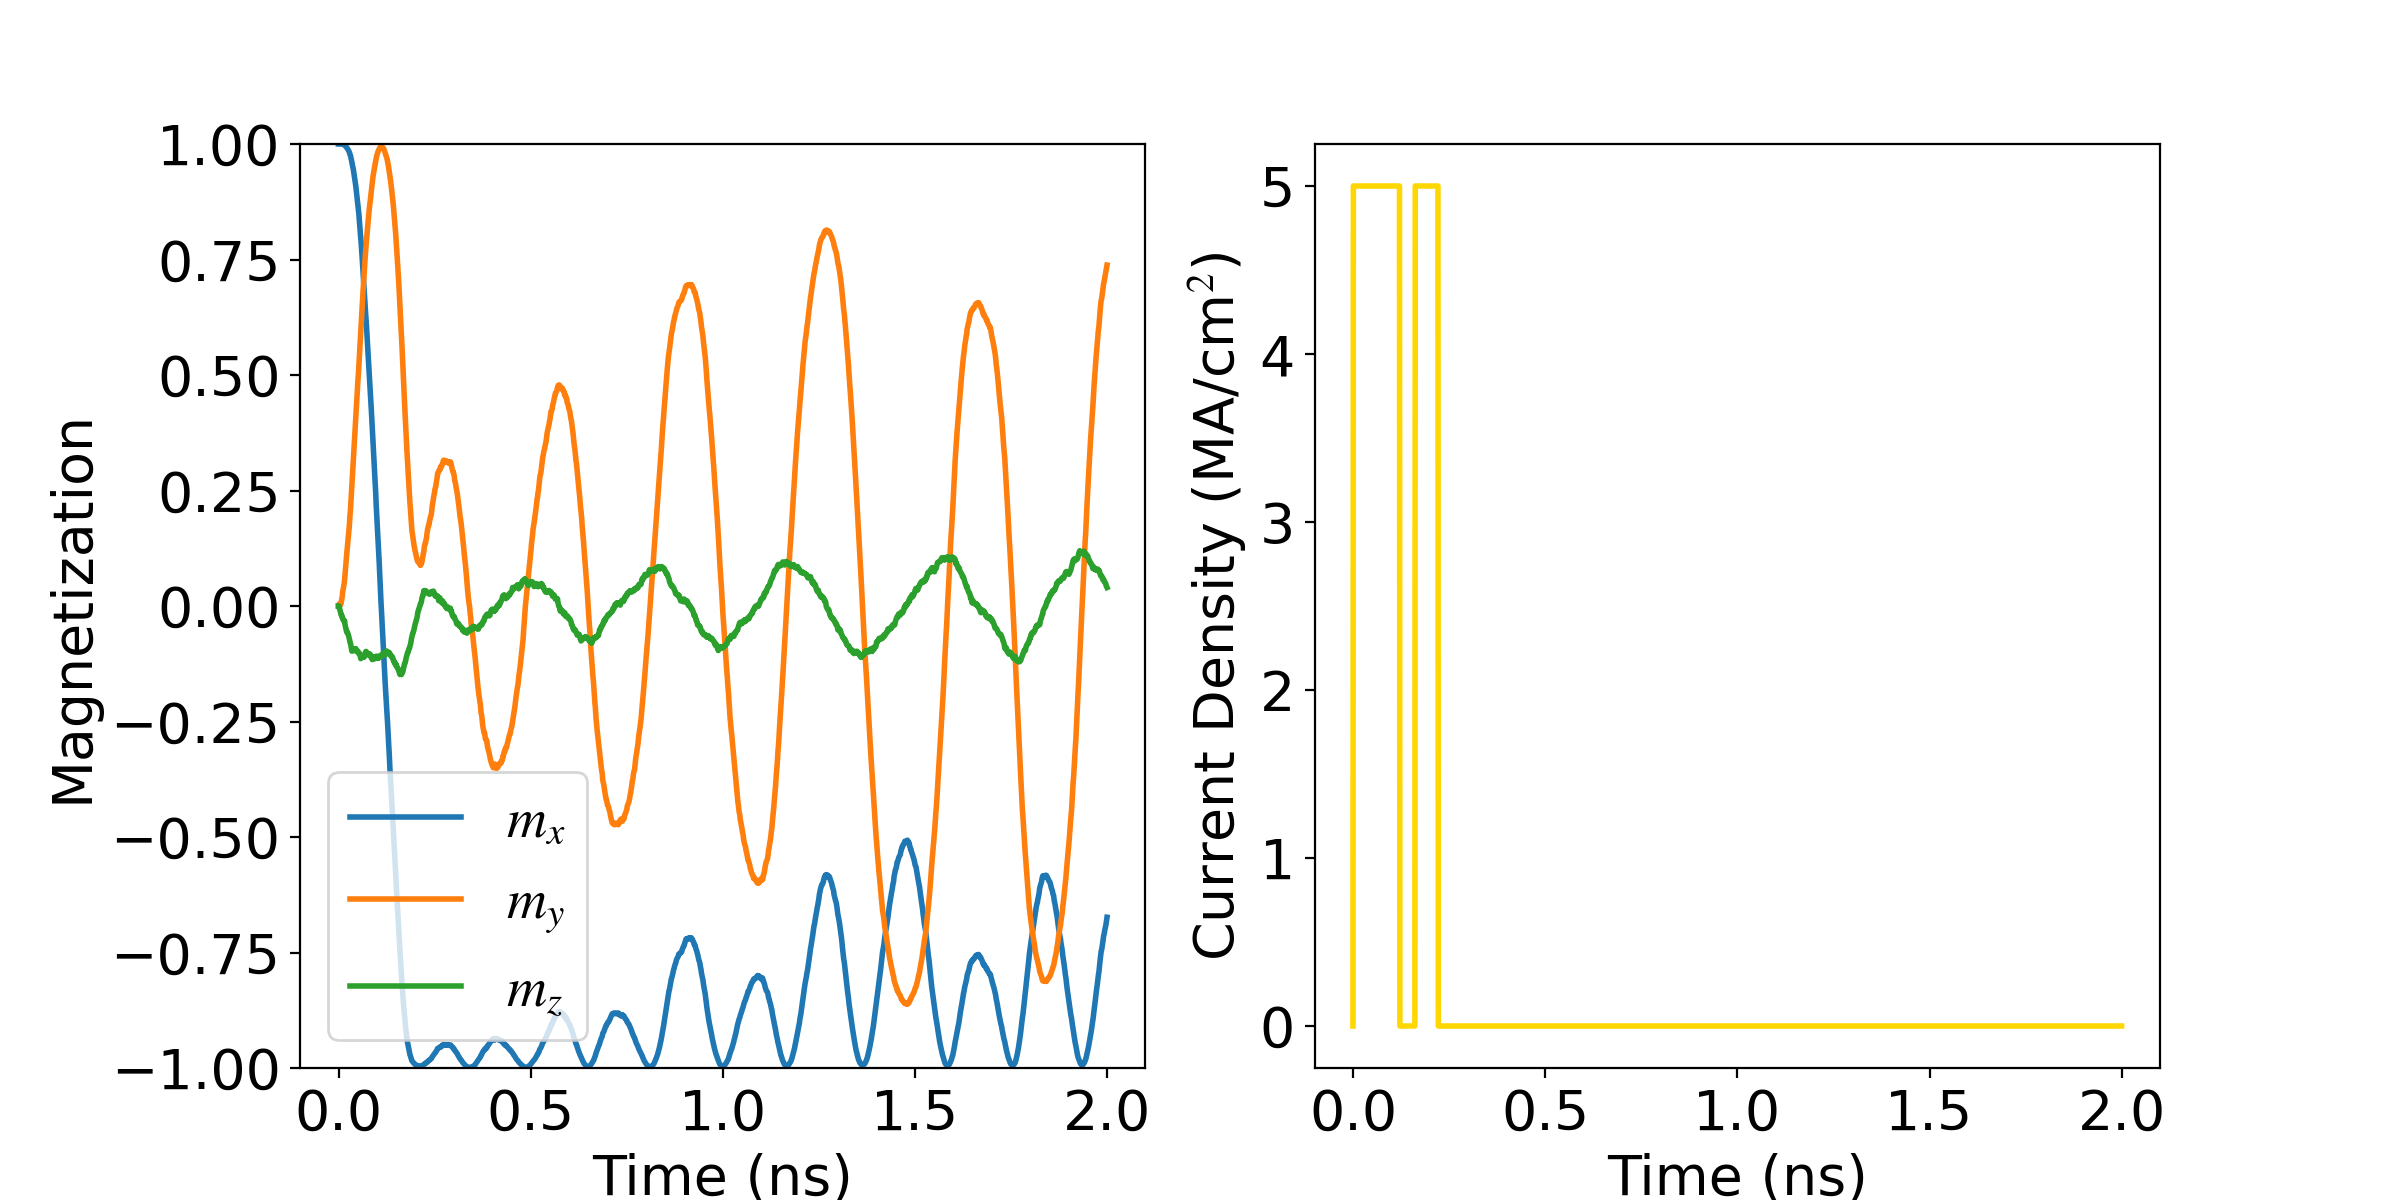 Magnetization
1.00
0.75
0.50
0.25
0.00
−0.25
−0.50
−0.75
−1.00
m_x
m_y
m_z
0.0 0.5 1.0 1.5 2.0
Time (ns)
Current Density (MA/cm²)
5
4
3
2
1
0
0.0 0.5 1.0 1.5 2.0
Time (ns)